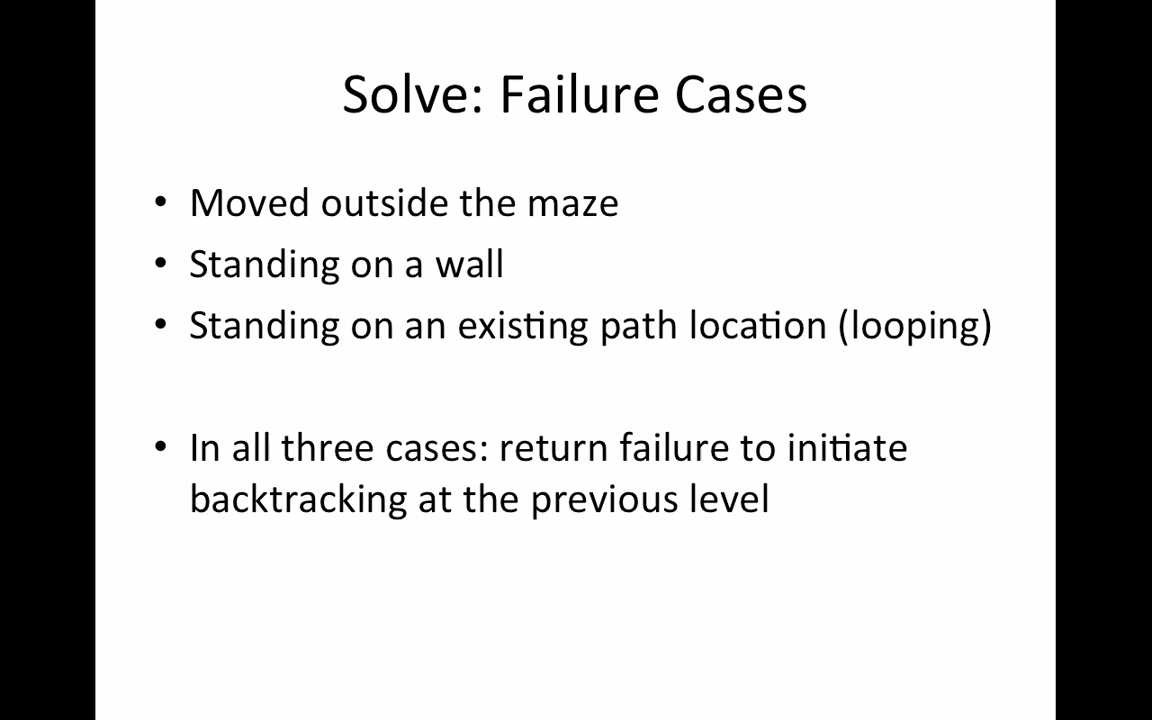 Solve: Failure Cases
• Moved outside the maze
• Standing on a wall
• Standing on an existing path location (looping)
• In all three cases: return failure to initiate
backtracking at the previous level